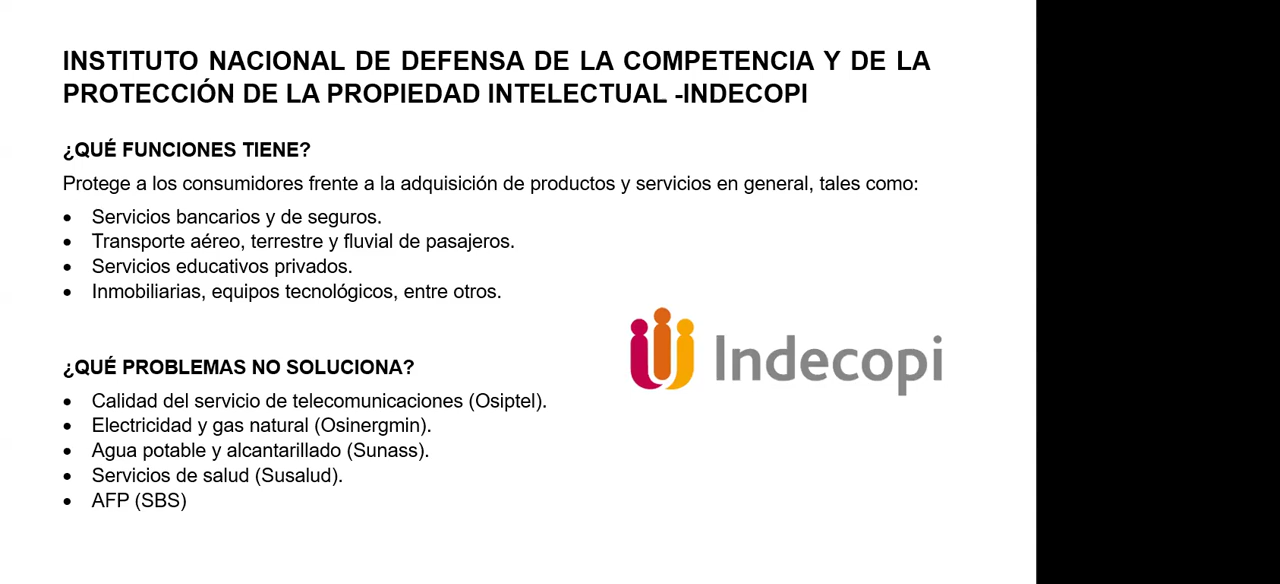 INSTITUTO NACIONAL DE DEFENSA DE LA COMPETENCIA Y DE LA
PROTECCIÓN DE LA PROPIEDAD INTELECTUAL -INDECOPI
¿QUÉ FUNCIONES TIENE?
Protege a los consumidores frente a la adquisición de productos y servicios en general, tales como:
• Servicios bancarios y de seguros.
• Transporte aéreo, terrestre y fluvial de pasajeros.
• Servicios educativos privados.
• Inmobiliarias, equipos tecnológicos, entre otros.
Indecopi
¿QUÉ PROBLEMAS NO SOLUCIONA?
• Calidad del servicio de telecomunicaciones (Osiptel).
• Electricidad y gas natural (Osinergmin).
• Agua potable y alcantarillado (Sunass).
• Servicios de salud (Susalud).
• AFP (SBS)